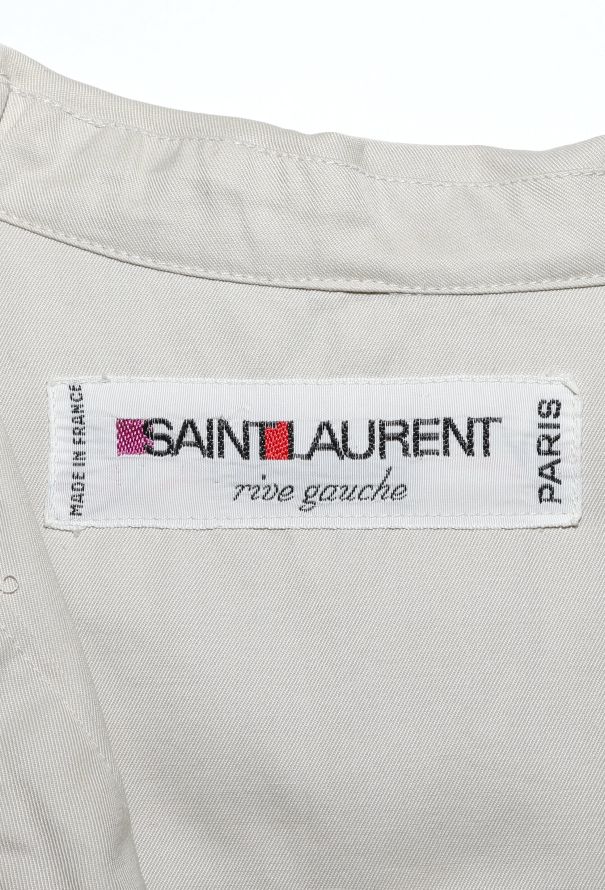 MADE IN FRANCE
SAINT LAURENT
rive gauche
PARIS